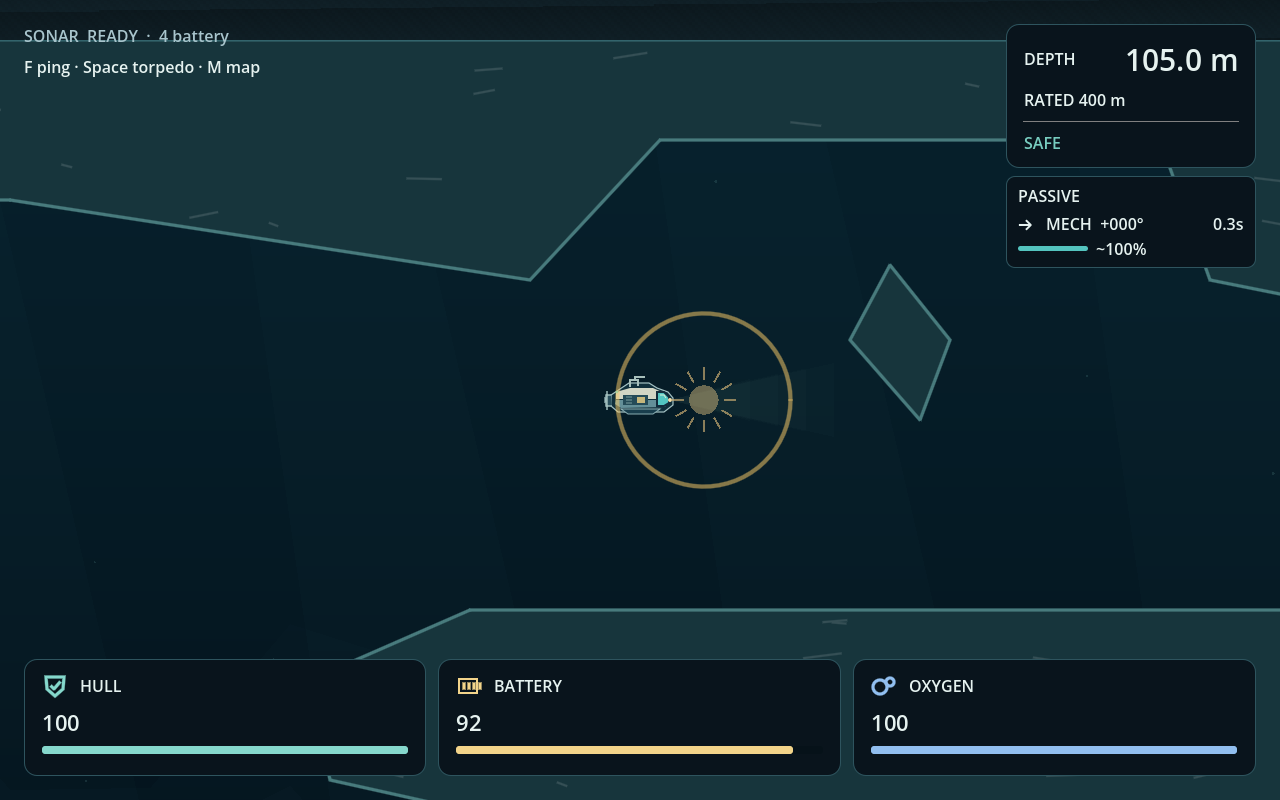 SONAR READY · 4 battery
F ping · Space torpedo · M map
DEPTH 105.0 m
RATED 400 m
SAFE
PASSIVE
→ MECH +000° 0.3s
~100%
HULL
100
BATTERY
92
OXYGEN
100